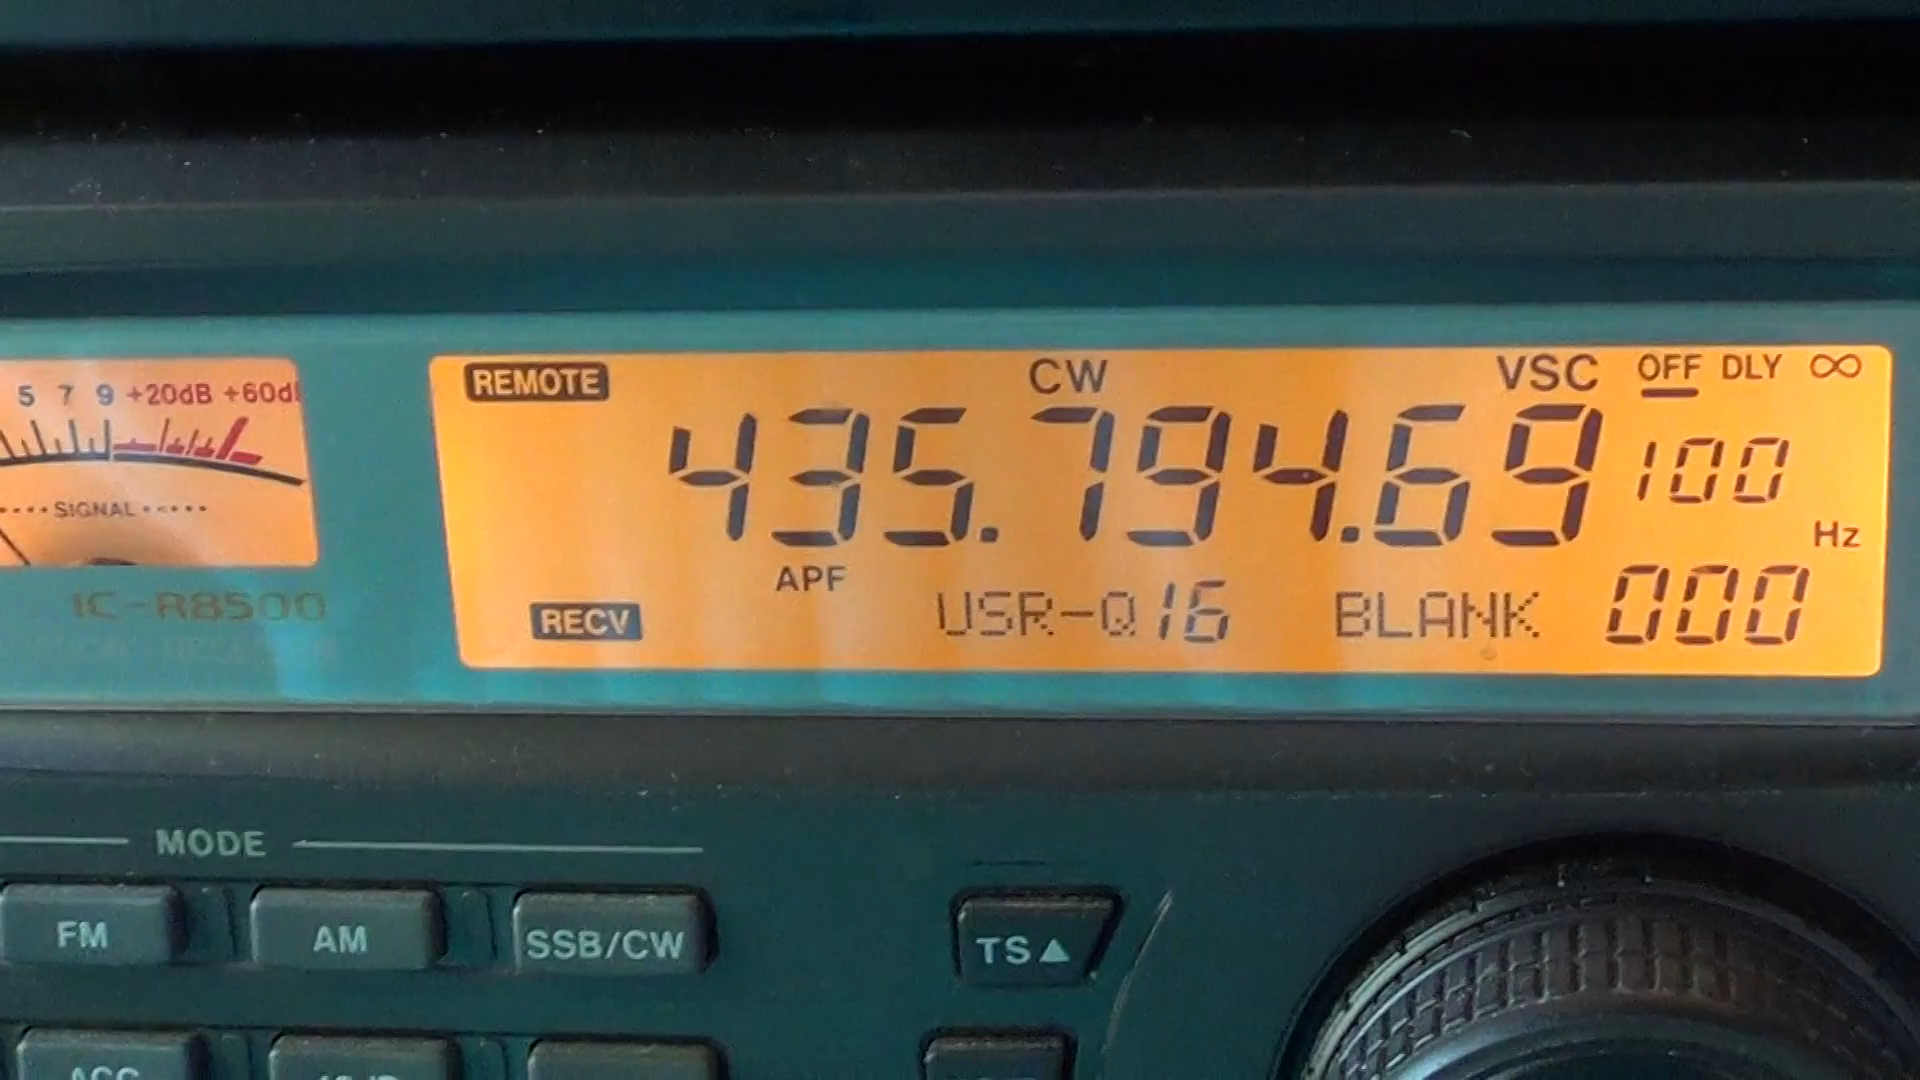 REMOTE CW VSC OFF DLY ∞
5 7 9 +20dB +60dB
435.794.69 100
SIGNAL
Hz
APF
IC-R8500
RECV USR-Q16 BLANK 000
MODE
FM AM SSB/CW TS▲